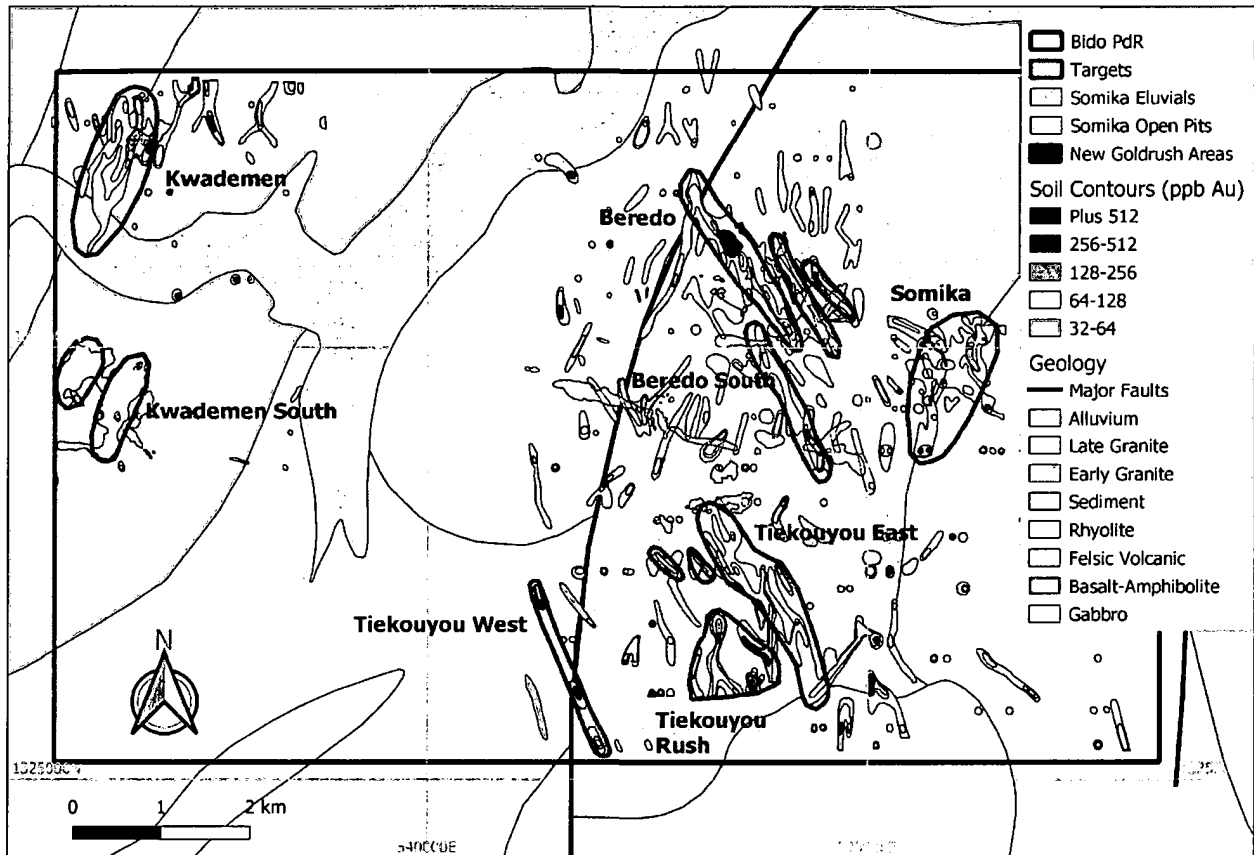 Bido PdR
Targets
Somika Eluvials
Somika Open Pits
New Goldrush Areas
Soil Contours (ppb Au)
Plus 512
256-512
128-256
64-128
32-64
Geology
Major Faults
Alluvium
Late Granite
Early Granite
Sediment
Rhyolite
Felsic Volcanic
Basalt-Amphibolite
Gabbro
Kwademen
Beredo
Somika
Beredo South
Kwademen South
Tiekouyou East
Tiekouyou West
Tiekouyou
Rush
N
0 1 2 km